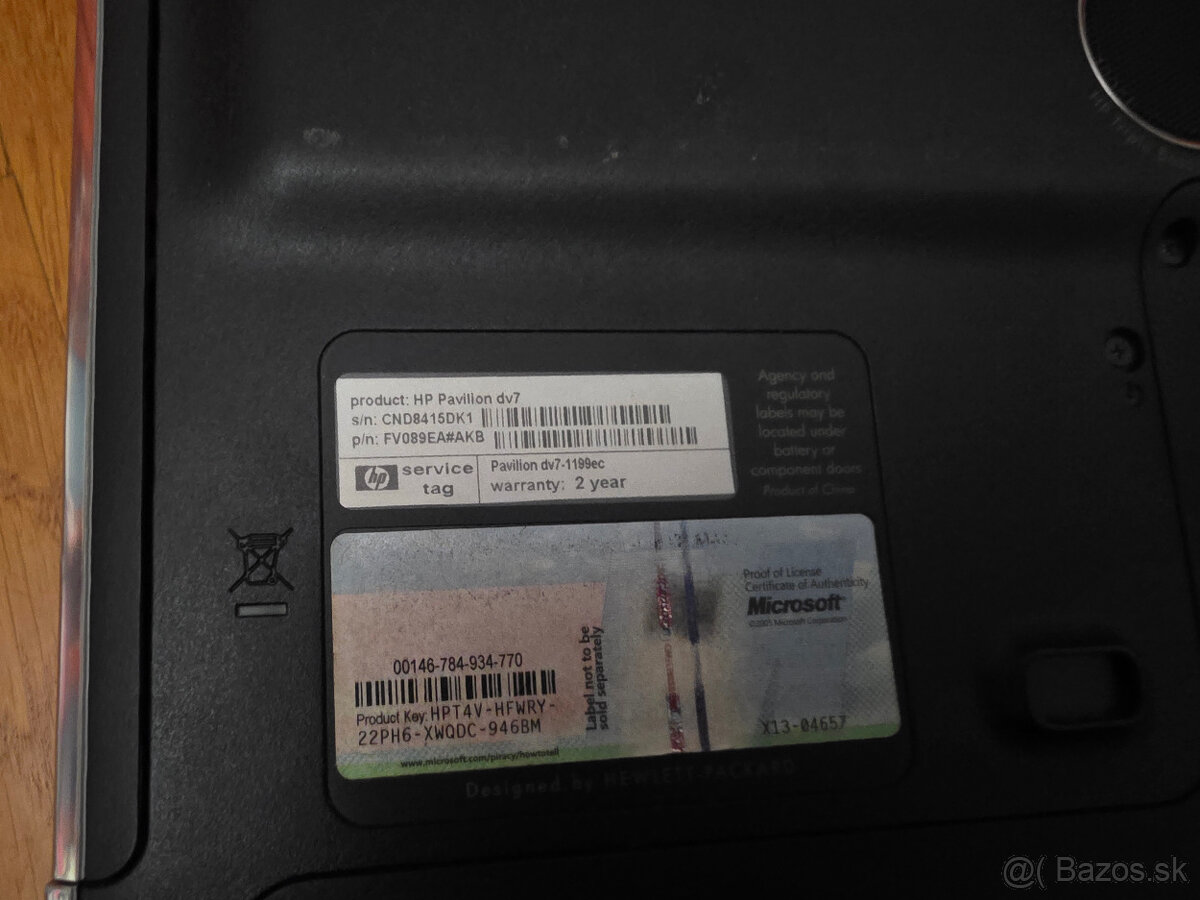 product: HP Pavilion dv7
s/n: CND8415DK1
p/n: FV089EA#AKB
hp service tag
Pavilion dv7-1199ec
warranty: 2 year
Agency and
regulatory
labels may be
located under
battery or
component doors
Product of China
Proof of License
Certificate of Authenticity
Microsoft®
©2005 Microsoft Corporation
00146-784-934-770
Product Key: HPT4V-HFWRY-
22PH6-XWQDC-946BM
Label not to be
sold separately
www.microsoft.com/piracy/howtotell
X13-04657
Designed by HEWLETT-PACKARD
@( Bazos.sk